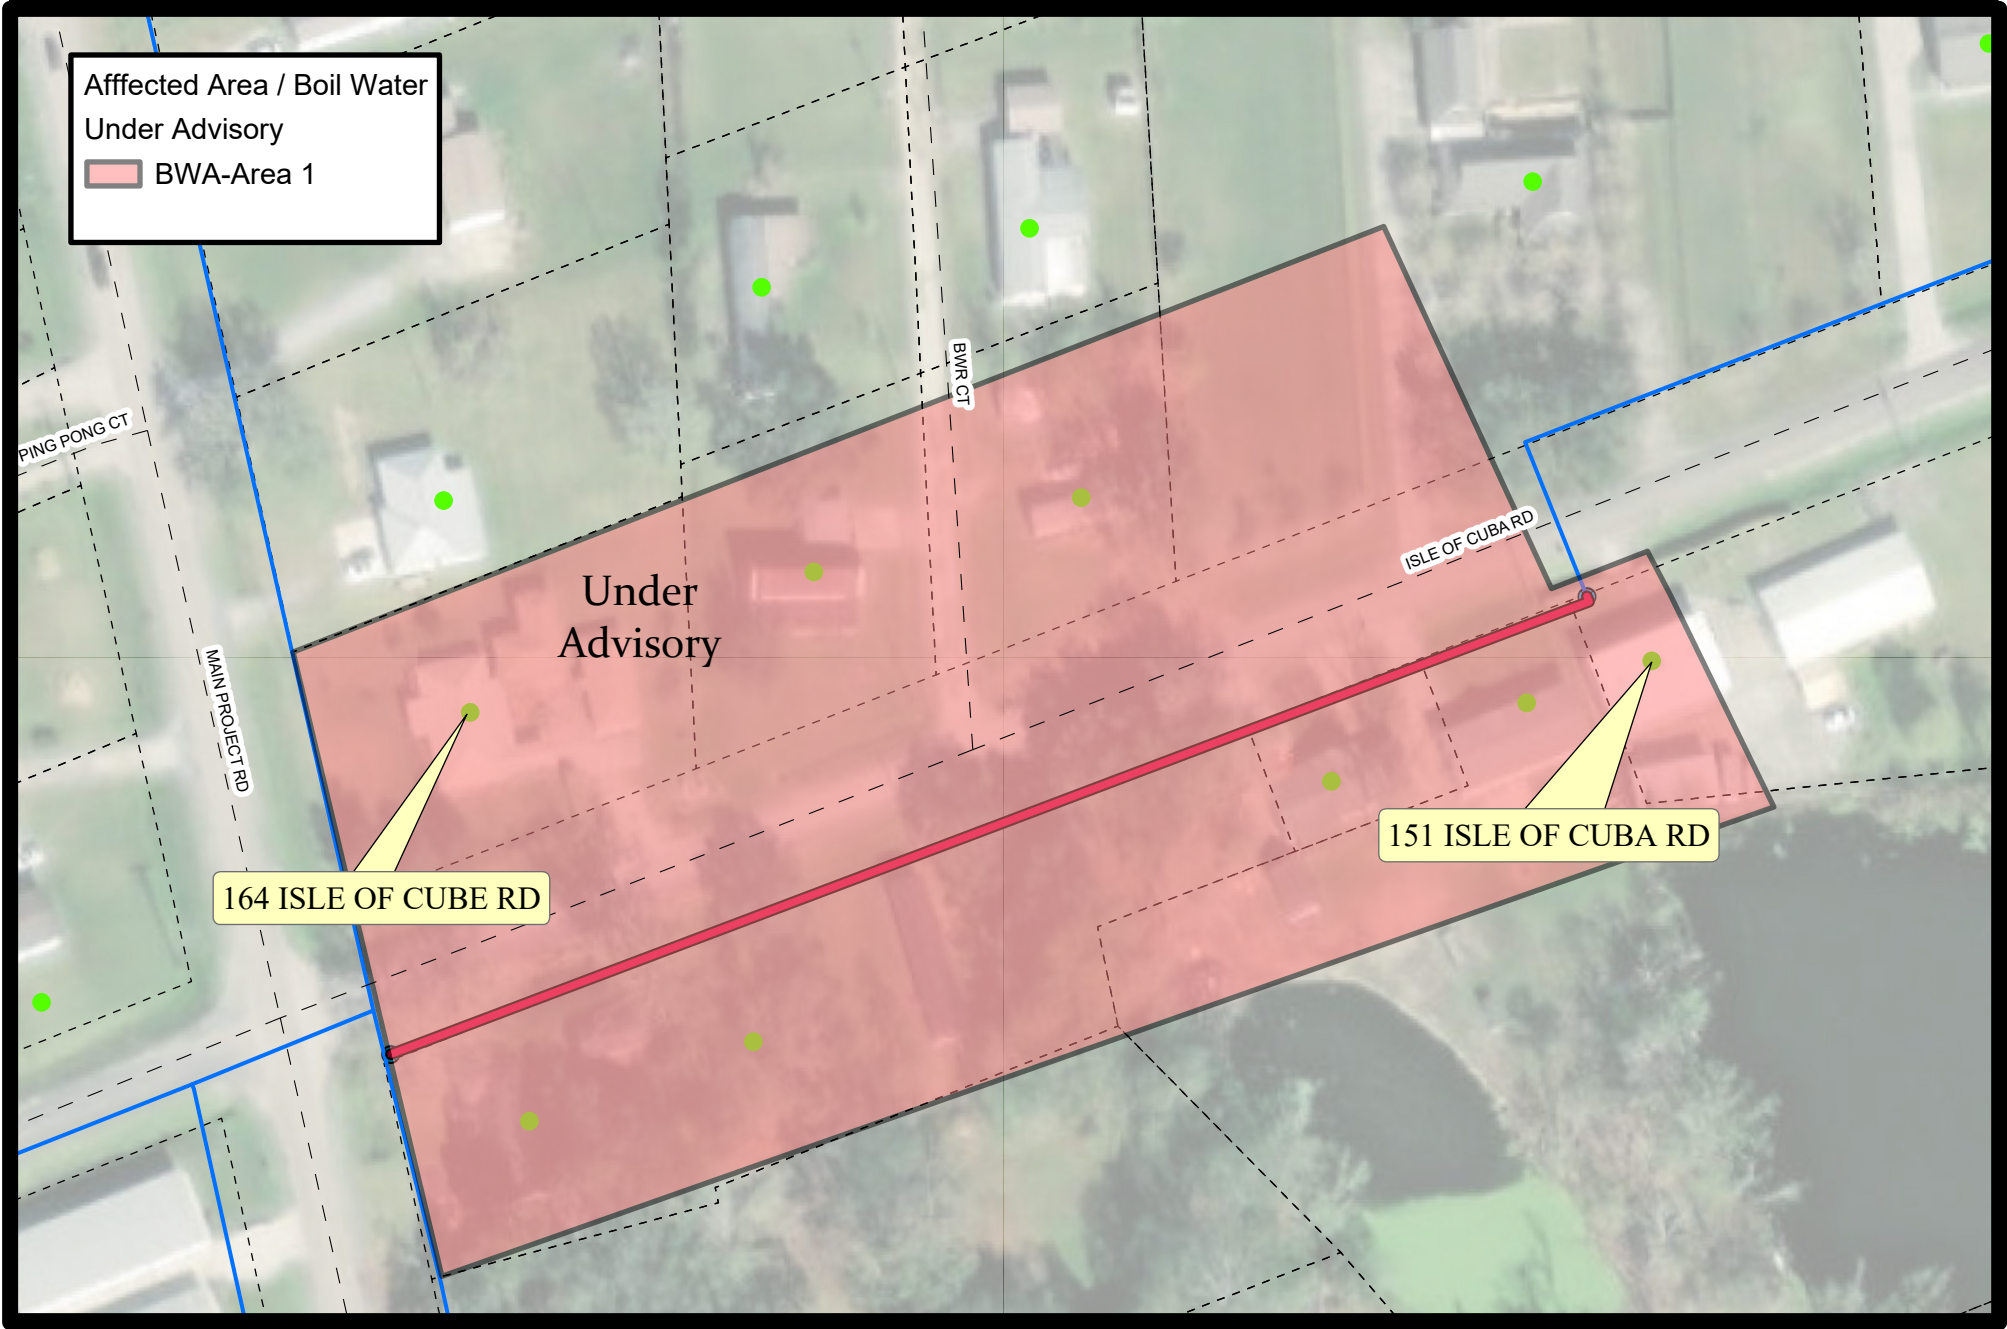 Afffected Area / Boil Water
Under Advisory
BWA-Area 1
BWR CT
PING PONG CT
ISLE OF CUBA RD
Under
Advisory
MAIN PROJECT RD
151 ISLE OF CUBA RD
164 ISLE OF CUBE RD